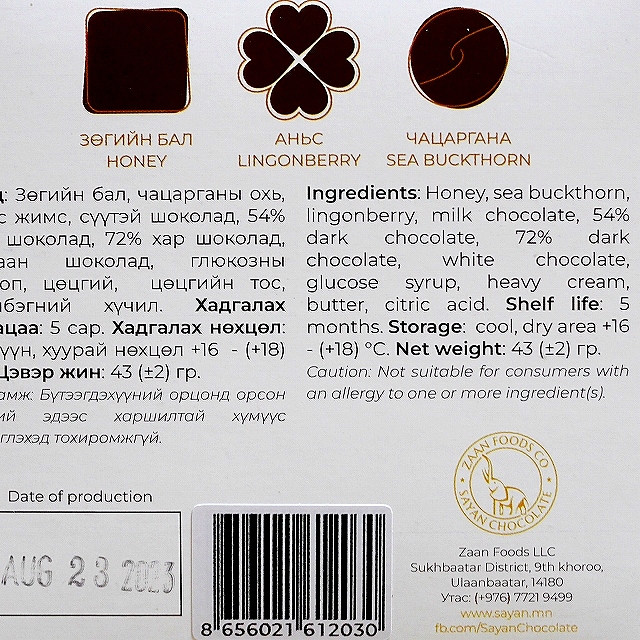 ЗӨГИЙН БАЛ
HONEY
АНЬС
LINGONBERRY
ЧАЦАРГАНА
SEA BUCKTHORN
: Зөгийн бал, чацарганы охь,
с жимс, сүүтэй шоколад, 54%
шоколад, 72% хар шоколад,
шоколад, глюкозны
цөцгий, цөцгийн тос,
хүчил. Хадгалах
5 сар. Хадгалах нөхцөл:
хуурай нөхцөл +16 - (+18)
Цэвэр жин: 43 (±2) гр.
Бүтээгдэхүүний орцонд орсон
эдээс харшилтай хүмүүс
тохиромжгүй.
Ingredients: Honey, sea buckthorn,
lingonberry, milk chocolate, 54%
dark chocolate, 72% dark
chocolate, white chocolate,
glucose syrup, heavy cream,
butter, citric acid. Shelf life: 5
months. Storage: cool, dry area +16
- (+18) °C. Net weight: 43 (±2) гр.
Caution: Not suitable for consumers with
an allergy to one or more ingredient(s).
Date of production
AUG 23 2023
8 656021 612030
ZAAN FOODS CO
SAYAN CHOCOLATE
Zaan Foods LLC
Sukhbaatar District, 9th khoroo,
Ulaanbaatar, 14180
Утас: (+976) 7721 9499
www.sayan.mn
fb.com/SayanChocolate